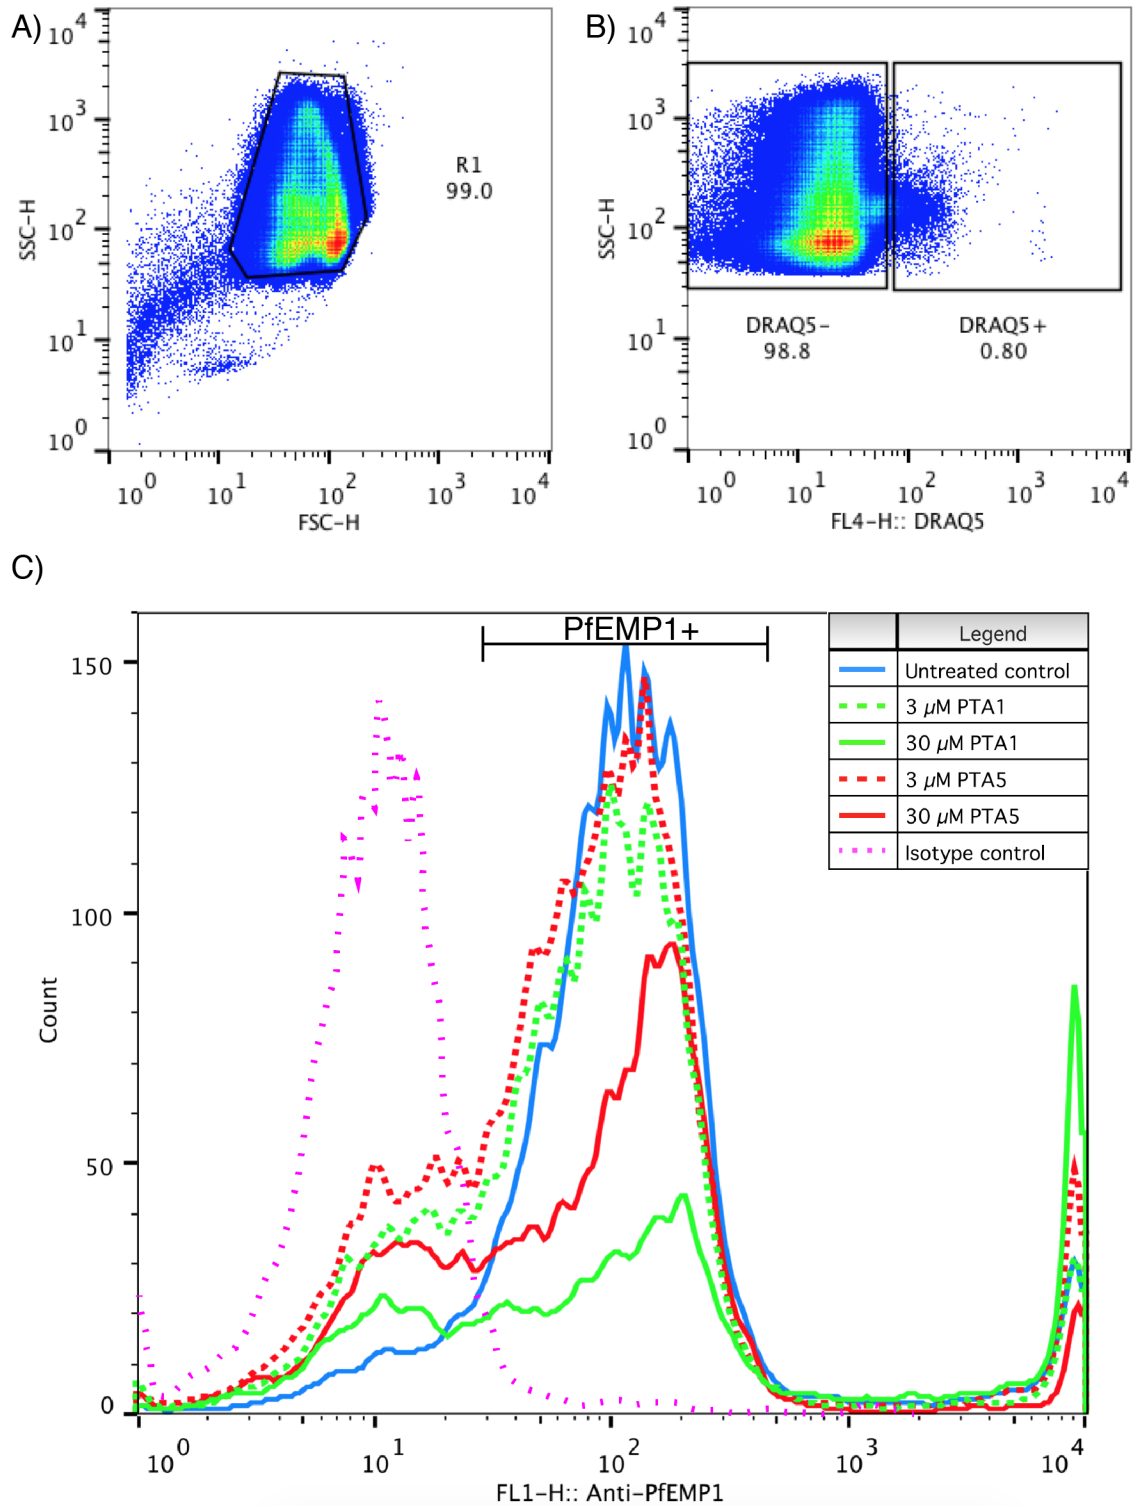 A)
10^4
10^3
10^2
10^1
10^0
SSC-H
R1
99.0
10^0 10^1 10^2 10^3 10^4
FSC-H
B)
10^4
10^3
10^2
10^1
10^0
SSC-H
DRAQ5-
98.8
DRAQ5+
0.80
10^0 10^1 10^2 10^3 10^4
FL4-H:: DRAQ5
C)
PfEMP1+
Legend
Untreated control
3 µM PTA1
30 µM PTA1
3 µM PTA5
30 µM PTA5
Isotype control
150
100
50
0
Count
10^0 10^1 10^2 10^3 10^4
FL1-H:: Anti-PfEMP1